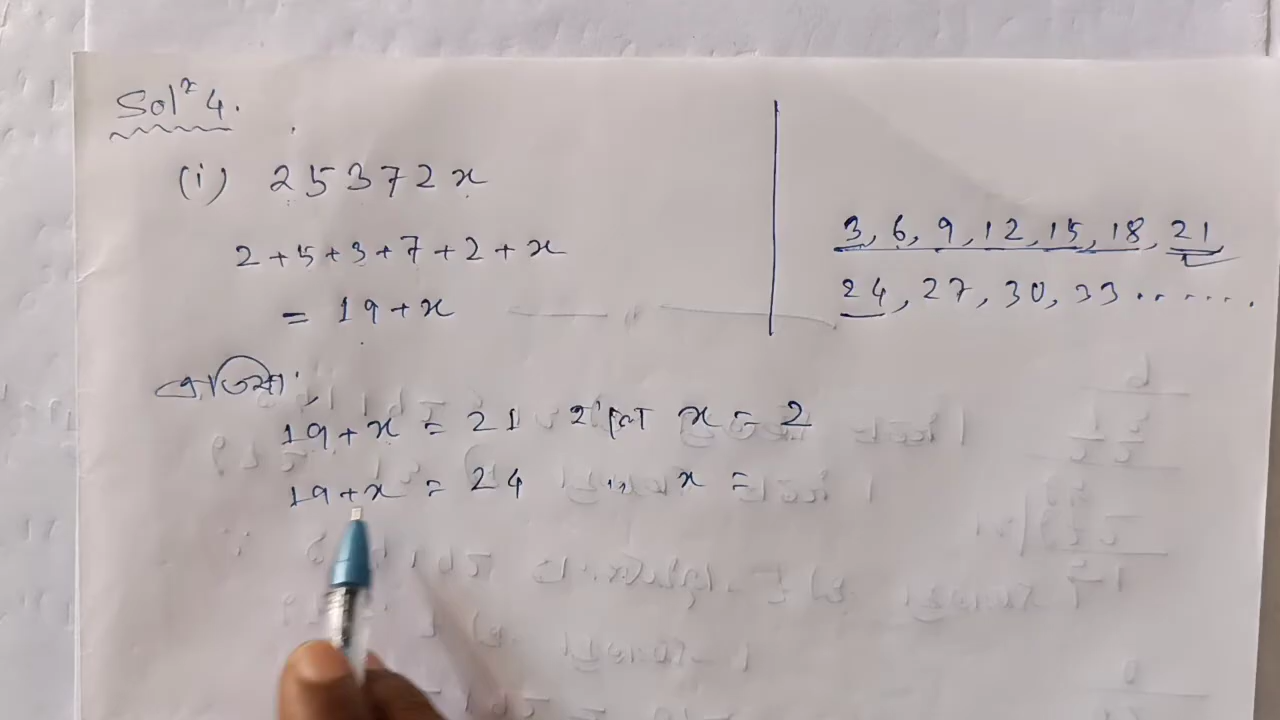 Solⁿ 4.
(i) 25372x
2+5+3+7+2+x
= 19+x
3, 6, 9, 12, 15, 18, 21,
24, 27, 30, 33 ......
19+x = 21 x = 2
19+x = 24 " x =